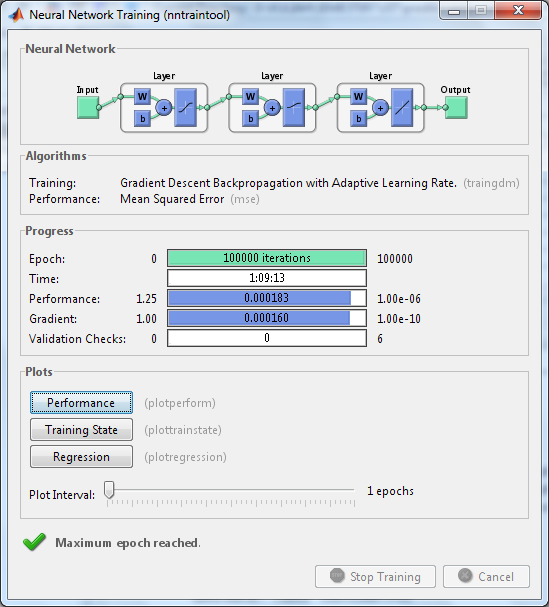 Neural Network Training (nntraintool)
Neural Network
Layer Layer Layer
Input Output
W W W
+ + +
b b b
Algorithms
Training: Gradient Descent Backpropagation with Adaptive Learning Rate. (traingdm)
Performance: Mean Squared Error (mse)
Progress
Epoch: 0 100000 iterations 100000
Time: 1:09:13
Performance: 1.25 0.000183 1.00e-06
Gradient: 1.00 0.000160 1.00e-10
Validation Checks: 0 0 6
Plots
Performance (plotperform)
Training State (plottrainstate)
Regression (plotregression)
Plot Interval: 1 epochs
Maximum epoch reached.
Stop Training Cancel